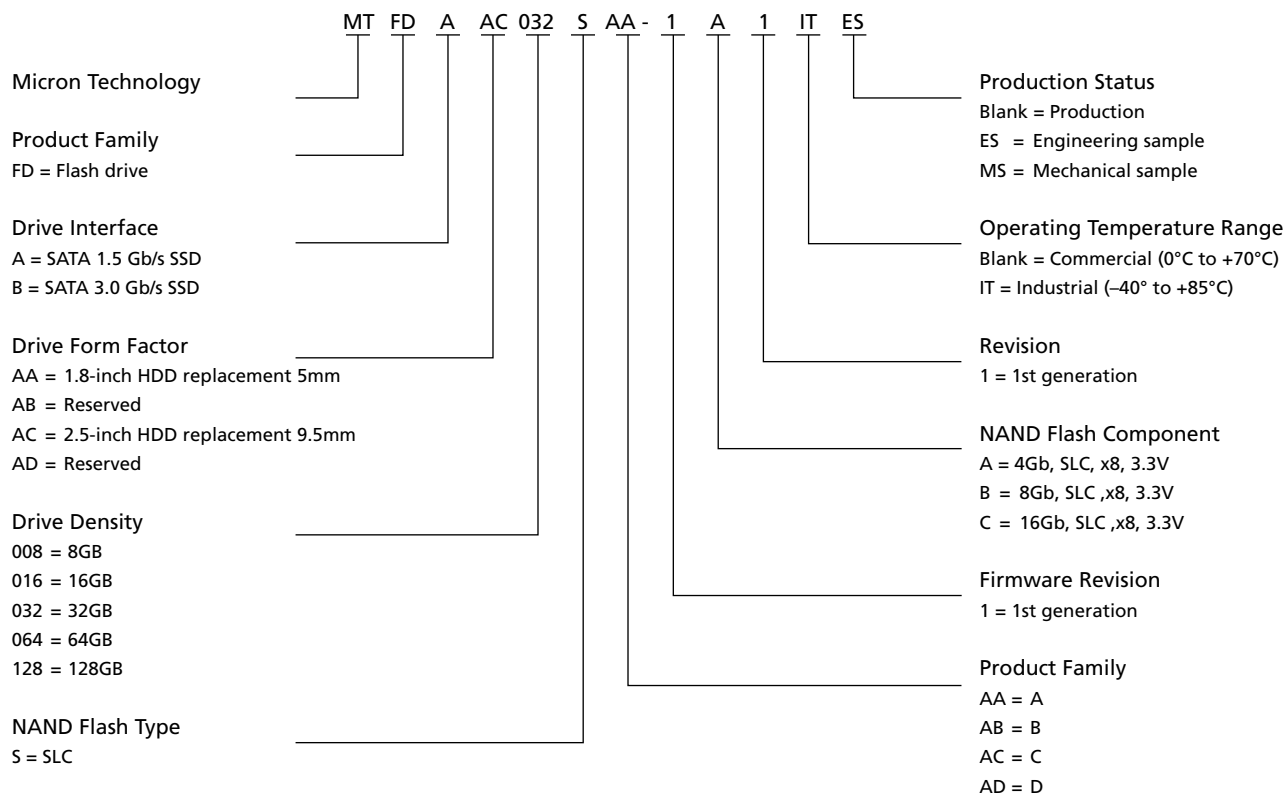 MT FD A AC 032 S AA - 1 A 1 IT ES
Micron Technology
Product Family
FD = Flash drive
Drive Interface
A = SATA 1.5 Gb/s SSD
B = SATA 3.0 Gb/s SSD
Drive Form Factor
AA = 1.8-inch HDD replacement 5mm
AB = Reserved
AC = 2.5-inch HDD replacement 9.5mm
AD = Reserved
Drive Density
008 = 8GB
016 = 16GB
032 = 32GB
064 = 64GB
128 = 128GB
NAND Flash Type
S = SLC
Production Status
Blank = Production
ES = Engineering sample
MS = Mechanical sample
Operating Temperature Range
Blank = Commercial (0°C to +70°C)
IT = Industrial (–40° to +85°C)
Revision
1 = 1st generation
NAND Flash Component
A = 4Gb, SLC, x8, 3.3V
B = 8Gb, SLC ,x8, 3.3V
C = 16Gb, SLC ,x8, 3.3V
Firmware Revision
1 = 1st generation
Product Family
AA = A
AB = B
AC = C
AD = D